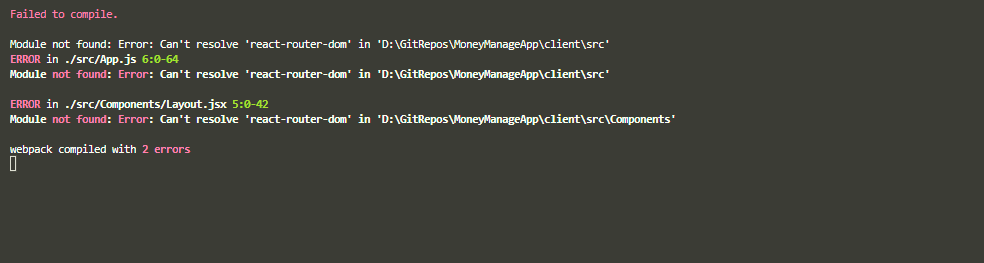 Failed to compile.
Module not found: Error: Can't resolve 'react-router-dom' in 'D:\GitRepos\MoneyManageApp\client\src'
ERROR in ./src/App.js 6:0-64
Module not found: Error: Can't resolve 'react-router-dom' in 'D:\GitRepos\MoneyManageApp\client\src'
ERROR in ./src/Components/Layout.jsx 5:0-42
Module not found: Error: Can't resolve 'react-router-dom' in 'D:\GitRepos\MoneyManageApp\client\src\Components'
webpack compiled with 2 errors